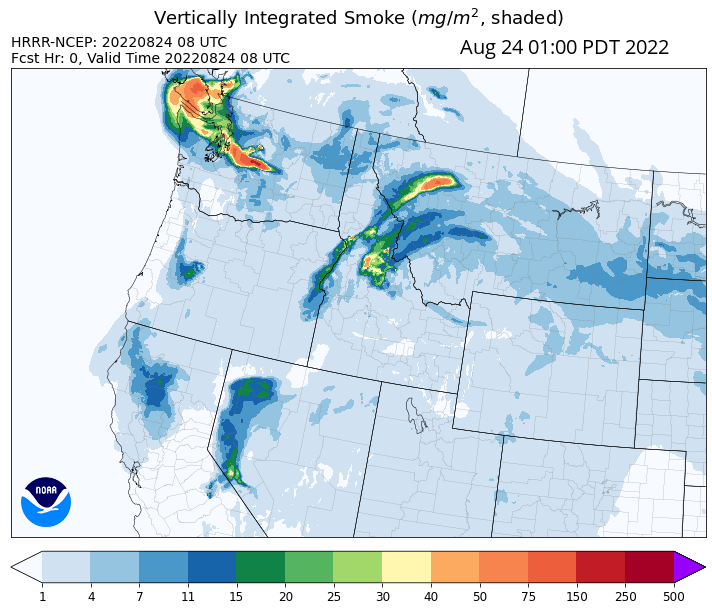 Vertically Integrated Smoke (mg/m², shaded)
HRRR-NCEP: 20220824 08 UTC
Aug 24 01:00 PDT 2022
Fcst Hr: 0, Valid Time 20220824 08 UTC
NOAA
1 4 7 11 15 20 25 30 40 50 75 150 250 500